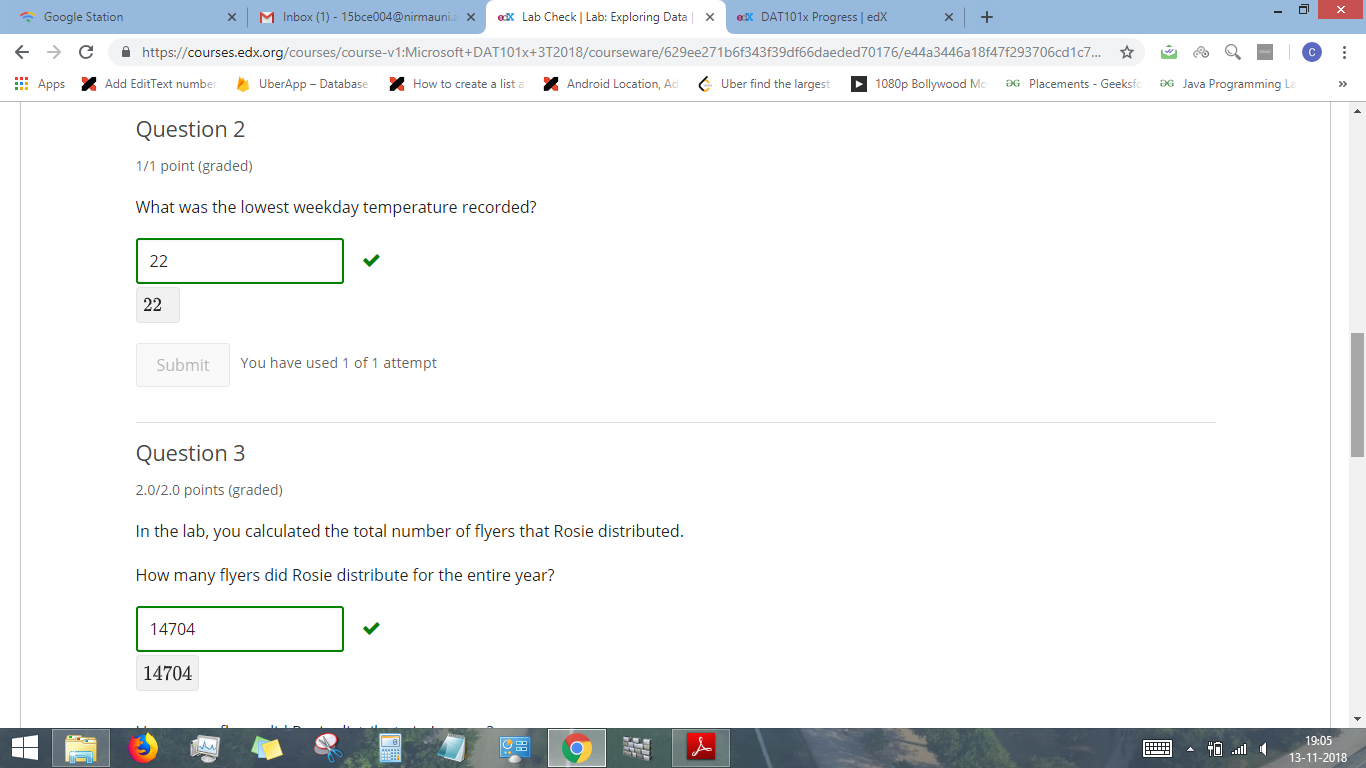 Google Station
Inbox (1) - 15bce004@nirmauni.a
edX Lab Check | Lab: Exploring Data |
edX DAT101x Progress | edX
https://courses.edx.org/courses/course-v1:Microsoft+DAT101x+3T2018/courseware/629ee271b6f343f39df66daeded70176/e44a3446a18f47f293706cd1c7...
C
Apps
Add EditText number
UberApp – Database
How to create a list a
Android Location, Ad
Uber find the largest
1080p Bollywood Mo
Placements - Geeksfo
Java Programming La
»
Question 2
1/1 point (graded)
What was the lowest weekday temperature recorded?
22
22
Submit
You have used 1 of 1 attempt
Question 3
2.0/2.0 points (graded)
In the lab, you calculated the total number of flyers that Rosie distributed.
How many flyers did Rosie distribute for the entire year?
14704
14704
19:05
13-11-2018